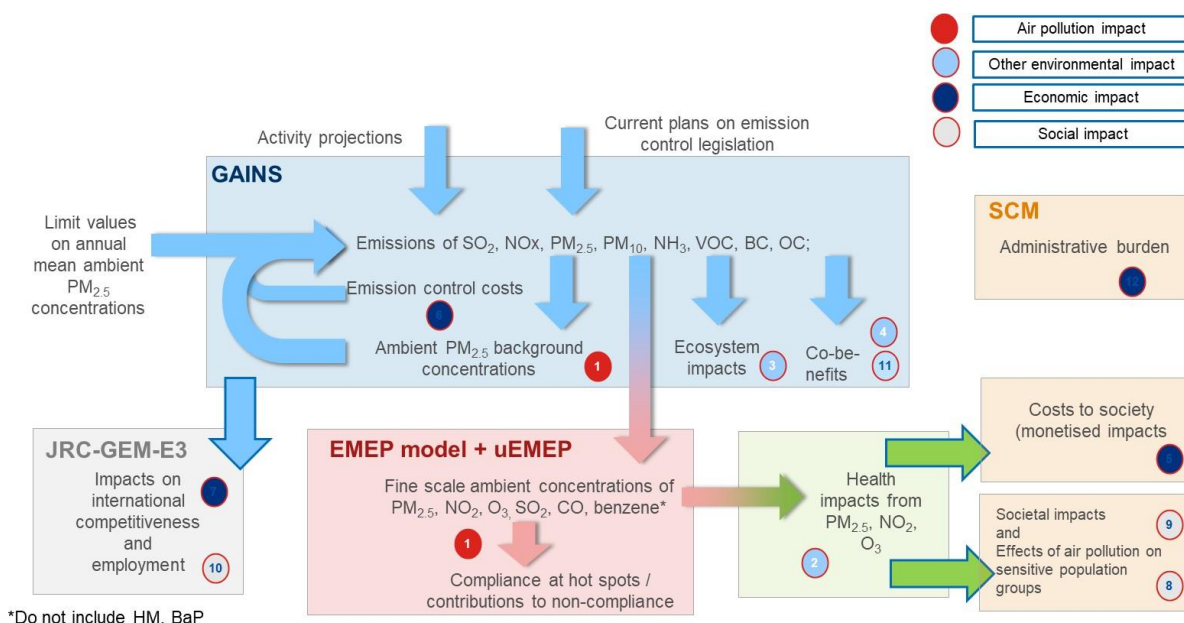 Air pollution impact
Other environmental impact
Economic impact
Social impact
Activity projections
Current plans on emission
control legislation
GAINS
Limit values
on annual
mean ambient
PM2.5
concentrations
Emissions of SO2, NOx, PM2.5, PM10, NH3, VOC, BC, OC;
Emission control costs
6
Ambient PM2.5 background
concentrations
1
Ecosystem
impacts
3
4
Co-be-
nefits
11
SCM
Administrative burden
12
JRC-GEM-E3
Impacts on
7
international
competitiveness
and
employment
10
EMEP model + uEMEP
Fine scale ambient concentrations of
PM2.5, NO2, O3, SO2, CO, benzene*
1
Compliance at hot spots /
contributions to non-compliance
Health
impacts from
PM2.5, NO2,
O3
2
Costs to society
(monetised impacts
5
Societal impacts
9
and
Effects of air pollution on
sensitive population
groups
8
*Do not include HM, BaP